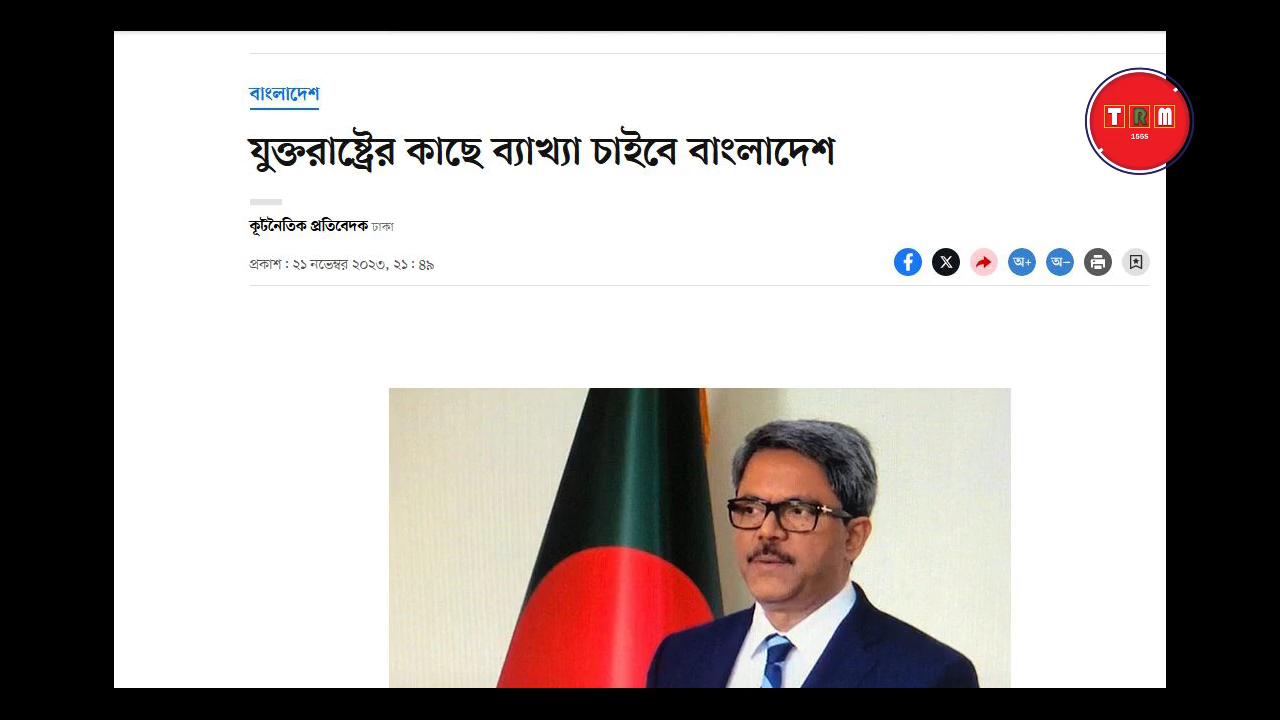 বাংলাদেশ
যুক্তরাষ্ট্রের কাছে ব্যাখ্যা চাইবে বাংলাদেশ
TRM
1555
কূটনৈতিক প্রতিবেদক ঢাকা
প্রকাশ : ২১ নভেম্বর ২০২৩, ২১ : ৪৯
অ+ অ−